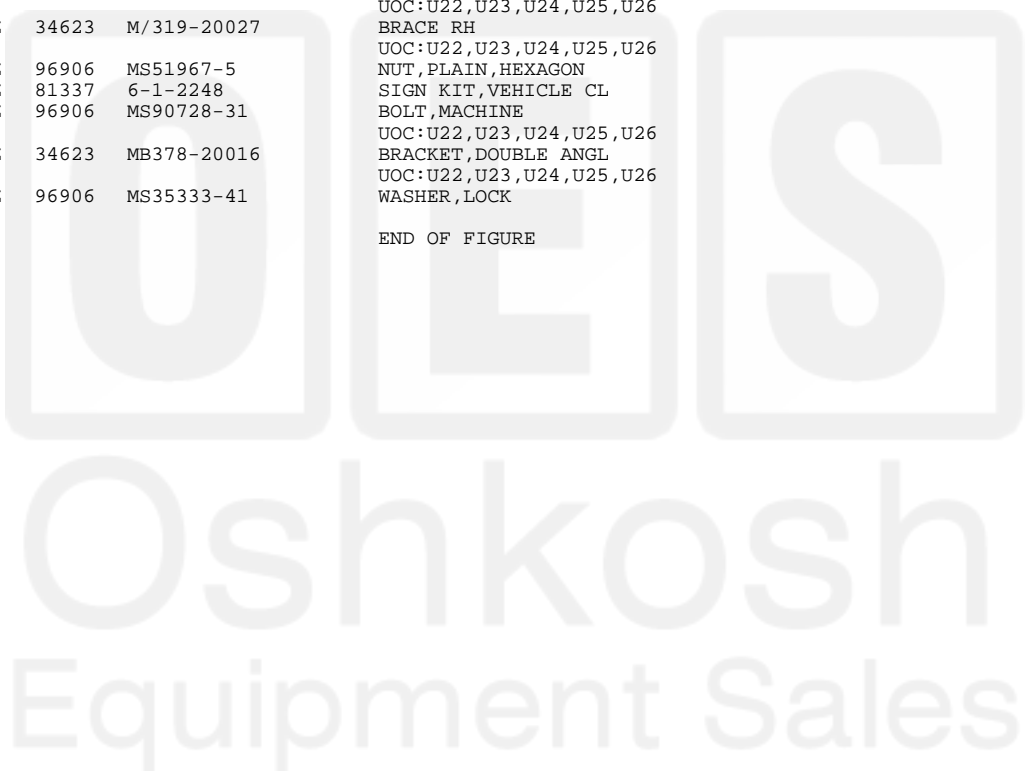 UOC:U22,U23,U24,U25,U26
34623 M/319-20027 BRACE RH
UOC:U22,U23,U24,U25,U26
96906 MS51967-5 NUT,PLAIN,HEXAGON
81337 6-1-2248 SIGN KIT,VEHICLE CL
96906 MS90728-31 BOLT,MACHINE
UOC:U22,U23,U24,U25,U26
34623 MB378-20016 BRACKET,DOUBLE ANGL
UOC:U22,U23,U24,U25,U26
96906 MS35333-41 WASHER,LOCK
END OF FIGURE
OES
Oshkosh
Equipment Sales